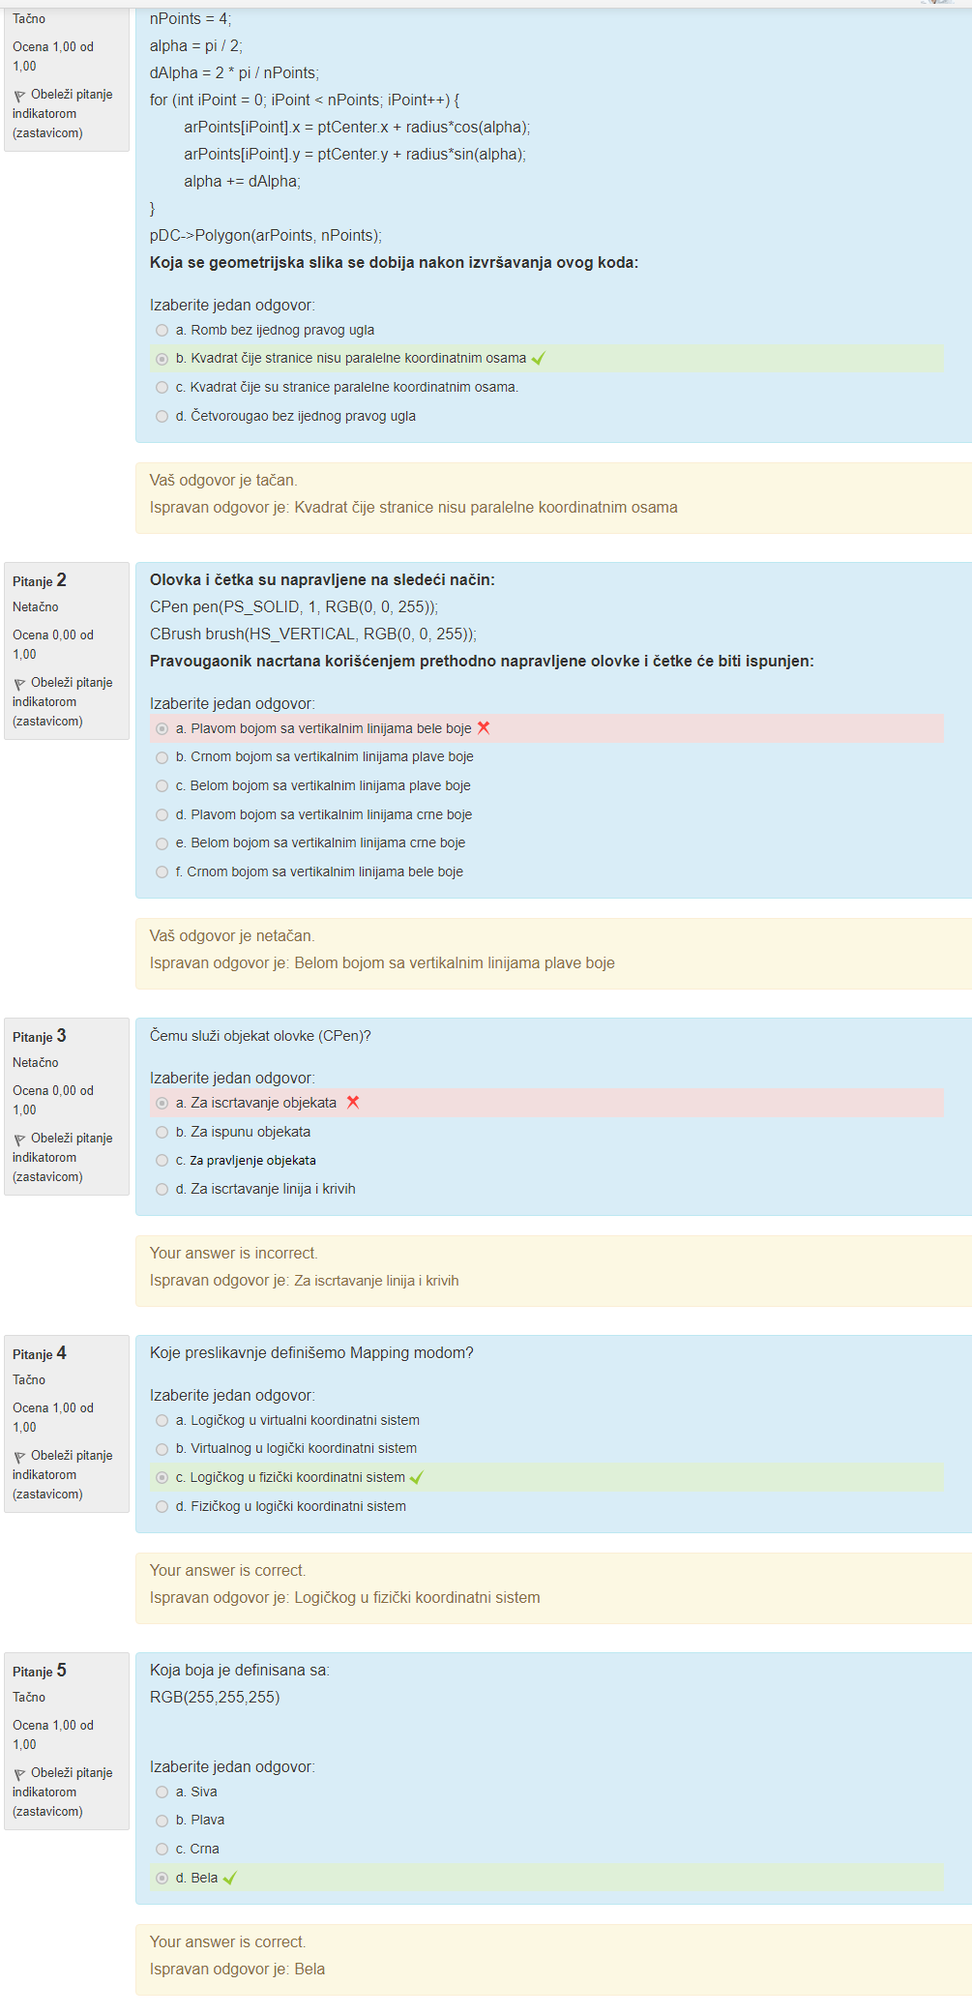 Tačno
Ocena 1,00 od
1,00
Obeleži pitanje
indikatorom
(zastavicom)
nPoints = 4;
alpha = pi / 2;
dAlpha = 2 * pi / nPoints;
for (int iPoint = 0; iPoint < nPoints; iPoint++) {
arPoints[iPoint].x = ptCenter.x + radius*cos(alpha);
arPoints[iPoint].y = ptCenter.y + radius*sin(alpha);
alpha += dAlpha;
}
pDC->Polygon(arPoints, nPoints);
Koja se geometrijska slika se dobija nakon izvršavanja ovog koda:
Izaberite jedan odgovor:
a. Romb bez ijednog pravog ugla
b. Kvadrat čije stranice nisu paralelne koordinatnim osama
c. Kvadrat čije su stranice paralelne koordinatnim osama.
d. Četvorougao bez ijednog pravog ugla
Vaš odgovor je tačan.
Ispravan odgovor je: Kvadrat čije stranice nisu paralelne koordinatnim osama
Pitanje 2
Netačno
Ocena 0,00 od
1,00
Obeleži pitanje
indikatorom
(zastavicom)
Olovka i četka su napravljene na sledeći način:
CPen pen(PS_SOLID, 1, RGB(0, 0, 255));
CBrush brush(HS_VERTICAL, RGB(0, 0, 255));
Pravougaonik nacrtana korišćenjem prethodno napravljene olovke i četke će biti ispunjen:
Izaberite jedan odgovor:
a. Plavom bojom sa vertikalnim linijama bele boje
b. Crnom bojom sa vertikalnim linijama plave boje
c. Belom bojom sa vertikalnim linijama plave boje
d. Plavom bojom sa vertikalnim linijama crne boje
e. Belom bojom sa vertikalnim linijama crne boje
f. Crnom bojom sa vertikalnim linijama bele boje
Vaš odgovor je netačan.
Ispravan odgovor je: Belom bojom sa vertikalnim linijama plave boje
Pitanje 3
Netačno
Ocena 0,00 od
1,00
Obeleži pitanje
indikatorom
(zastavicom)
Čemu služi objekat olovke (CPen)?
Izaberite jedan odgovor:
a. Za iscrtavanje objekata
b. Za ispunu objekata
c. Za pravljenje objekata
d. Za iscrtavanje linija i krivih
Your answer is incorrect.
Ispravan odgovor je: Za iscrtavanje linija i krivih
Pitanje 4
Tačno
Ocena 1,00 od
1,00
Obeleži pitanje
indikatorom
(zastavicom)
Koje preslikavnje definišemo Mapping modom?
Izaberite jedan odgovor:
a. Logičkog u virtualni koordinatni sistem
b. Virtualnog u logički koordinatni sistem
c. Logičkog u fizički koordinatni sistem
d. Fizičkog u logički koordinatni sistem
Your answer is correct.
Ispravan odgovor je: Logičkog u fizički koordinatni sistem
Pitanje 5
Tačno
Ocena 1,00 od
1,00
Obeleži pitanje
indikatorom
(zastavicom)
Koja boja je definisana sa:
RGB(255,255,255)
Izaberite jedan odgovor:
a. Siva
b. Plava
c. Crna
d. Bela
Your answer is correct.
Ispravan odgovor je: Bela